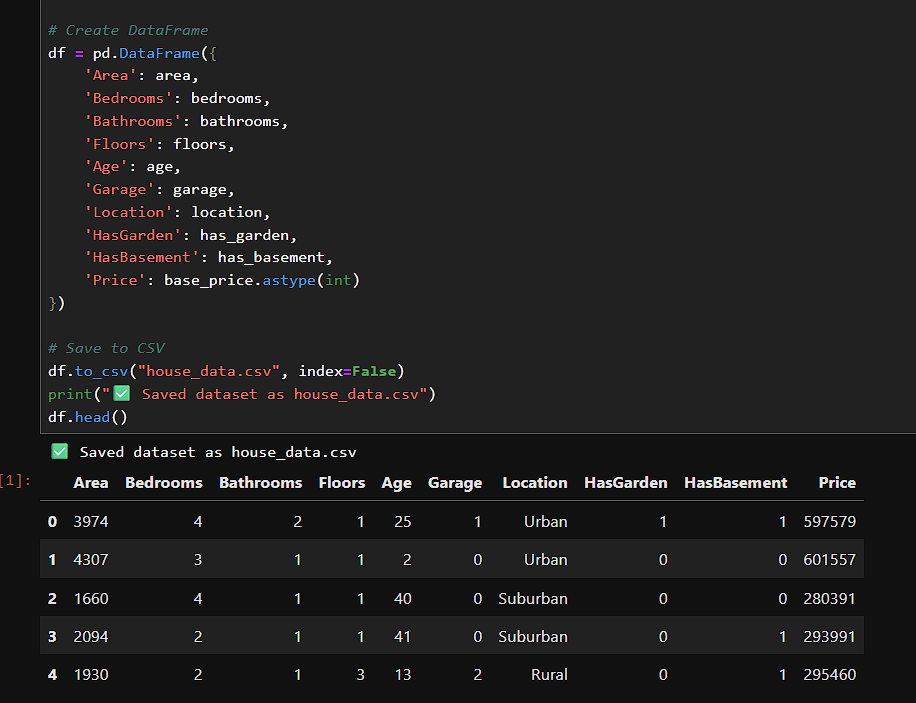 # Create DataFrame
df = pd.DataFrame({
    'Area': area,
    'Bedrooms': bedrooms,
    'Bathrooms': bathrooms,
    'Floors': floors,
    'Age': age,
    'Garage': garage,
    'Location': location,
    'HasGarden': has_garden,
    'HasBasement': has_basement,
    'Price': base_price.astype(int)
})
# Save to CSV
df.to_csv("house_data.csv", index=False)
print("✅ Saved dataset as house_data.csv")
df.head()
✅ Saved dataset as house_data.csv
[1]:
Area Bedrooms Bathrooms Floors Age Garage Location HasGarden HasBasement Price
0 3974 4 2 1 25 1 Urban 1 1 597579
1 4307 3 1 1 2 0 Urban 0 0 601557
2 1660 4 1 1 40 0 Suburban 0 0 280391
3 2094 2 1 1 41 0 Suburban 0 1 293991
4 1930 2 1 3 13 2 Rural 0 1 295460